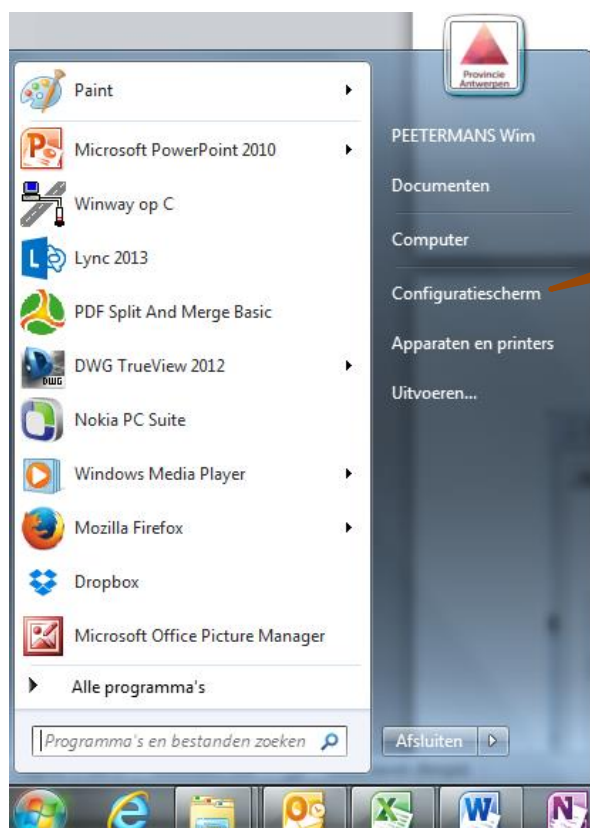 Provincie
Antwerpen
Paint
Microsoft PowerPoint 2010
Winway op C
Lync 2013
PDF Split And Merge Basic
DWG TrueView 2012
Nokia PC Suite
Windows Media Player
Mozilla Firefox
Dropbox
Microsoft Office Picture Manager
Alle programma's
Programma's en bestanden zoeken
PEETERMANS Wim
Documenten
Computer
Configuratiescherm
Apparaten en printers
Uitvoeren...
Afsluiten